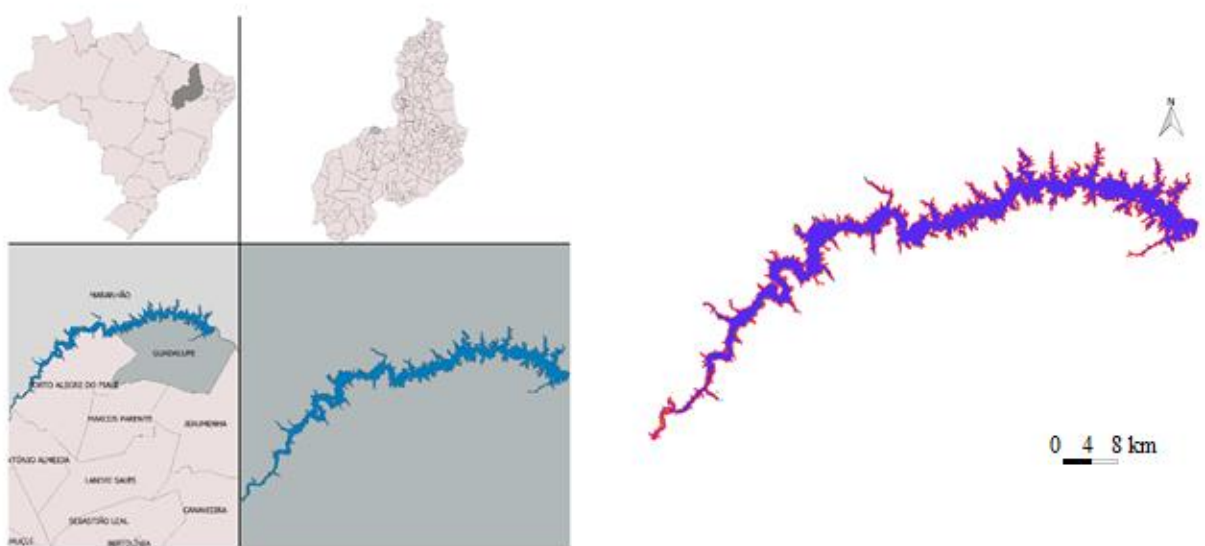 MARANHÃO
GUADALUPE
PORTO ALEGRE DO PIAUÍ
MARCOS PARENTE
JERUMENHA
ANTÔNIO ALMEIDA
LANDRI SALES
CANAVIEIRA
SEBASTIÃO LEAL
BERTOLÍNIA
N
0 4 8 km